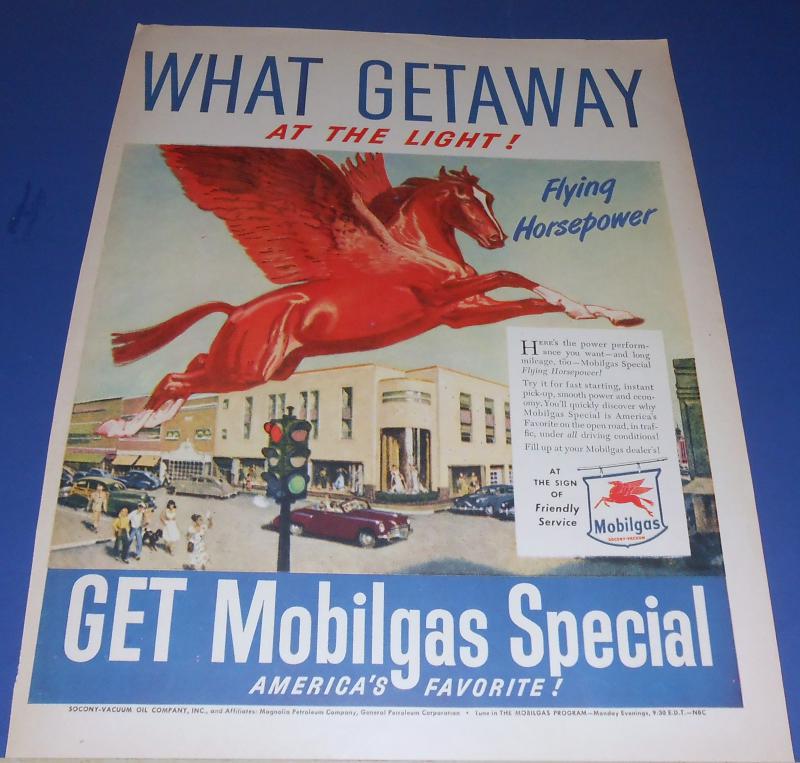 WHAT GETAWAY
AT THE LIGHT!
Flying
Horsepower
HERE'S the power perform-
ance you want—and long
mileage, too—Mobilgas Special
Flying Horsepower!
Try it for fast starting, instant
pick-up, smooth power and econ-
omy. You'll quickly discover why
Mobilgas Special is America's
Favorite on the open road, in traf-
fic, under all driving conditions!
Fill up at your Mobilgas dealer's!
AT
THE SIGN
OF
Friendly
Service
Mobilgas
SOCONY-VACUUM
GET Mobilgas Special
AMERICA'S FAVORITE!
SOCONY-VACUUM OIL COMPANY, INC., and Affiliates: Magnolia Petroleum Company, General Petroleum Corporation • Tune in THE MOBILGAS PROGRAM—Monday Evenings, 9:30 E.D.T.—NBC